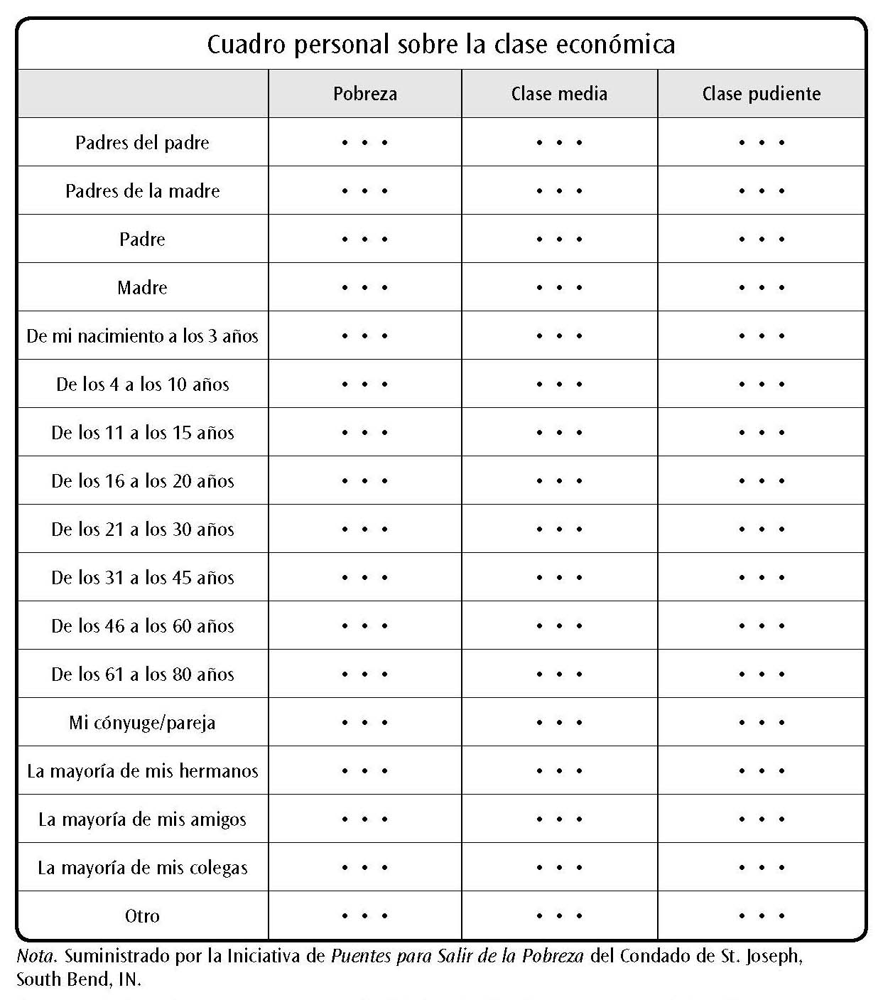 Cuadro personal sobre la clase económica
Pobreza Clase media Clase pudiente
Padres del padre • • • • • • • • •
Padres de la madre • • • • • • • • •
Padre • • • • • • • • •
Madre • • • • • • • • •
De mi nacimiento a los 3 años • • • • • • • • •
De los 4 a los 10 años • • • • • • • • •
De los 11 a los 15 años • • • • • • • • •
De los 16 a los 20 años • • • • • • • • •
De los 21 a los 30 años • • • • • • • • •
De los 31 a los 45 años • • • • • • • • •
De los 46 a los 60 años • • • • • • • • •
De los 61 a los 80 años • • • • • • • • •
Mi cónyuge/pareja • • • • • • • • •
La mayoría de mis hermanos • • • • • • • • •
La mayoría de mis amigos • • • • • • • • •
La mayoría de mis colegas • • • • • • • • •
Otro • • • • • • • • •
Nota. Suministrado por la Iniciativa de Puentes para Salir de la Pobreza del Condado de St. Joseph,
South Bend, IN.